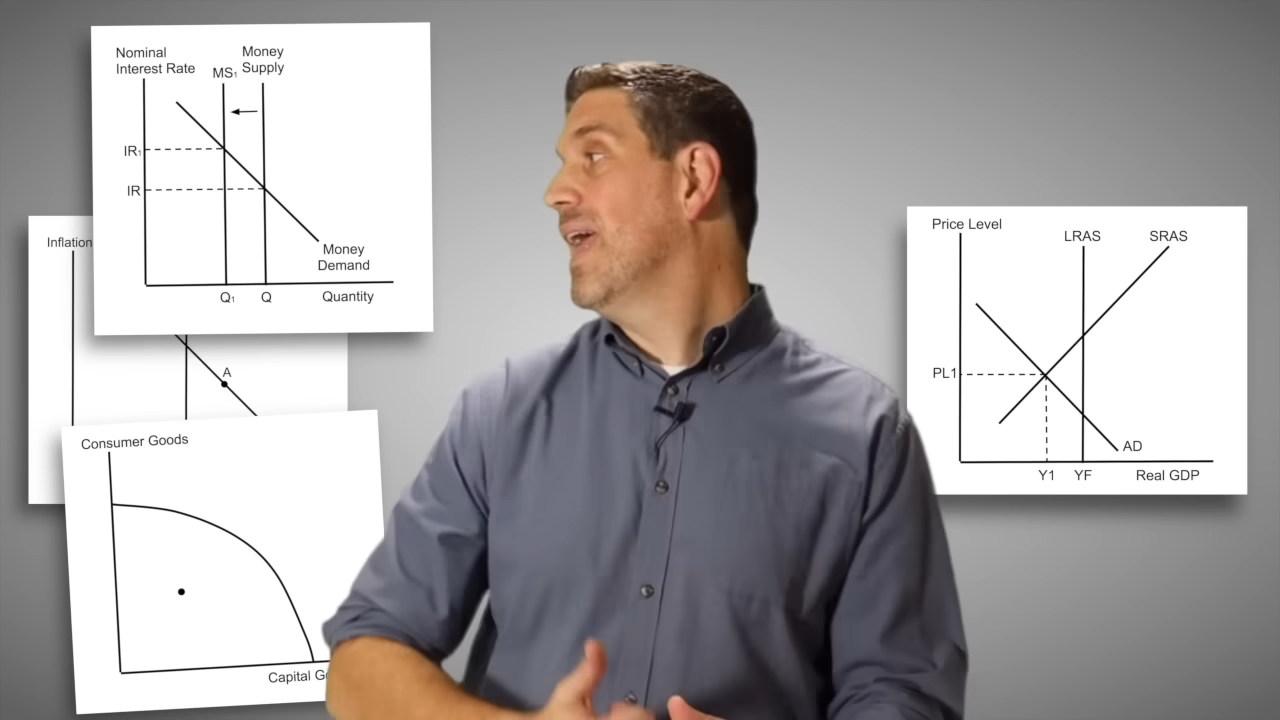 Nominal
Interest Rate
MS₁
Money
Supply
IR₁
IR
Money
Demand
Q₁
Q
Quantity
Inflation
A
Consumer Goods
Capital
Price Level
LRAS
SRAS
PL1
AD
Y1
YF
Real GDP